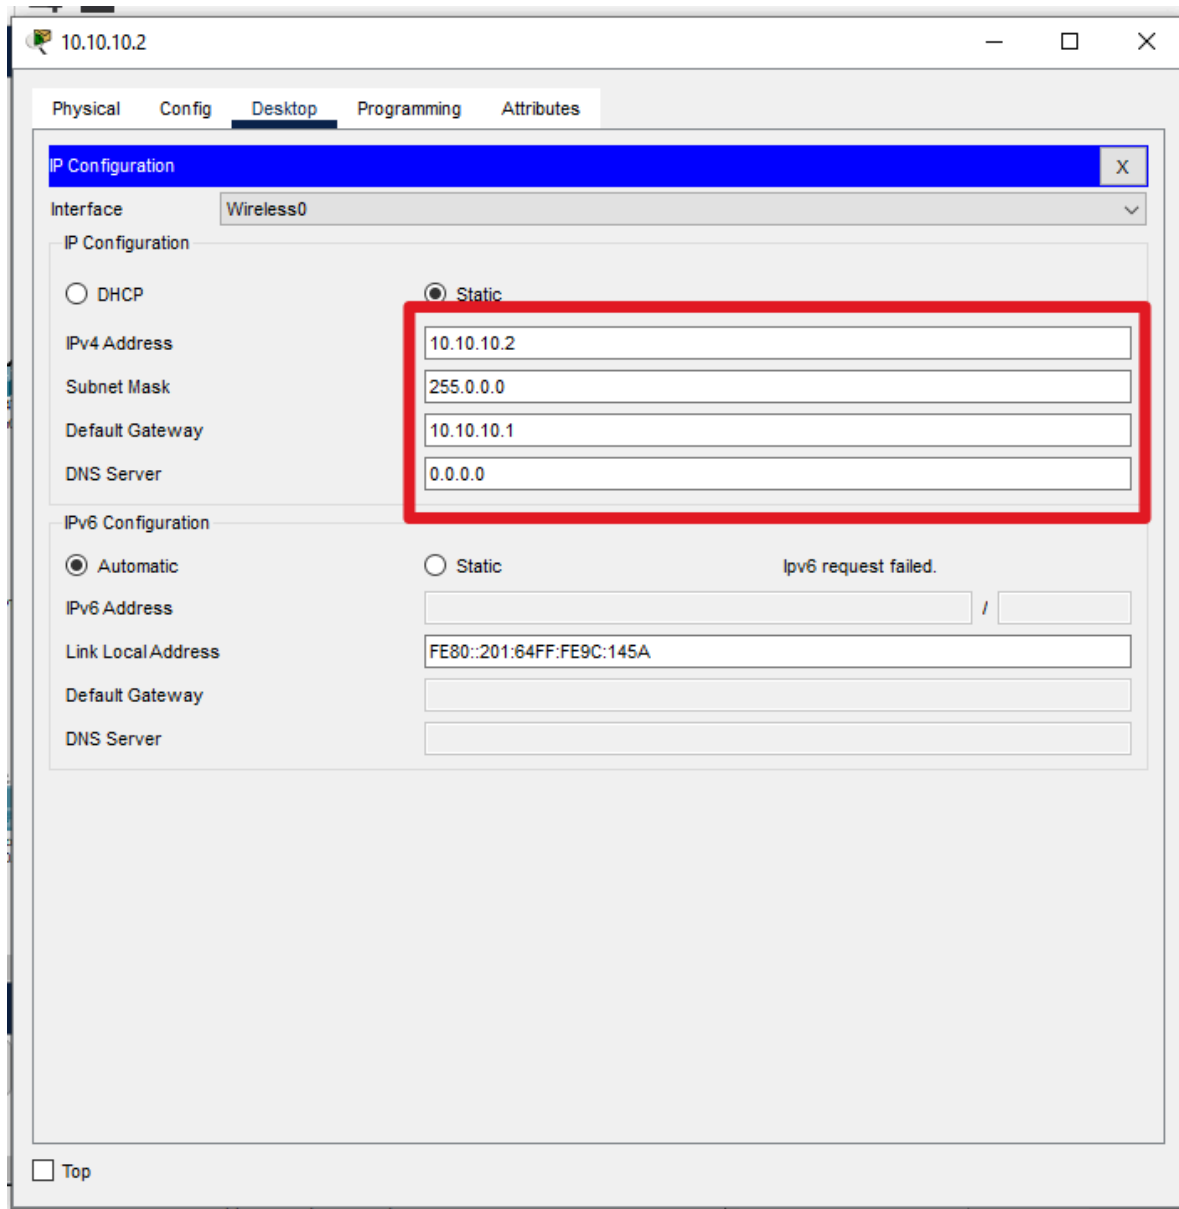 10.10.10.2
Physical Config Desktop Programming Attributes
IP Configuration X
Interface Wireless0
IP Configuration
DHCP Static
IPv4 Address 10.10.10.2
Subnet Mask 255.0.0.0
Default Gateway 10.10.10.1
DNS Server 0.0.0.0
IPv6 Configuration
Automatic Static Ipv6 request failed.
IPv6 Address /
Link Local Address FE80::201:64FF:FE9C:145A
Default Gateway
DNS Server
Top